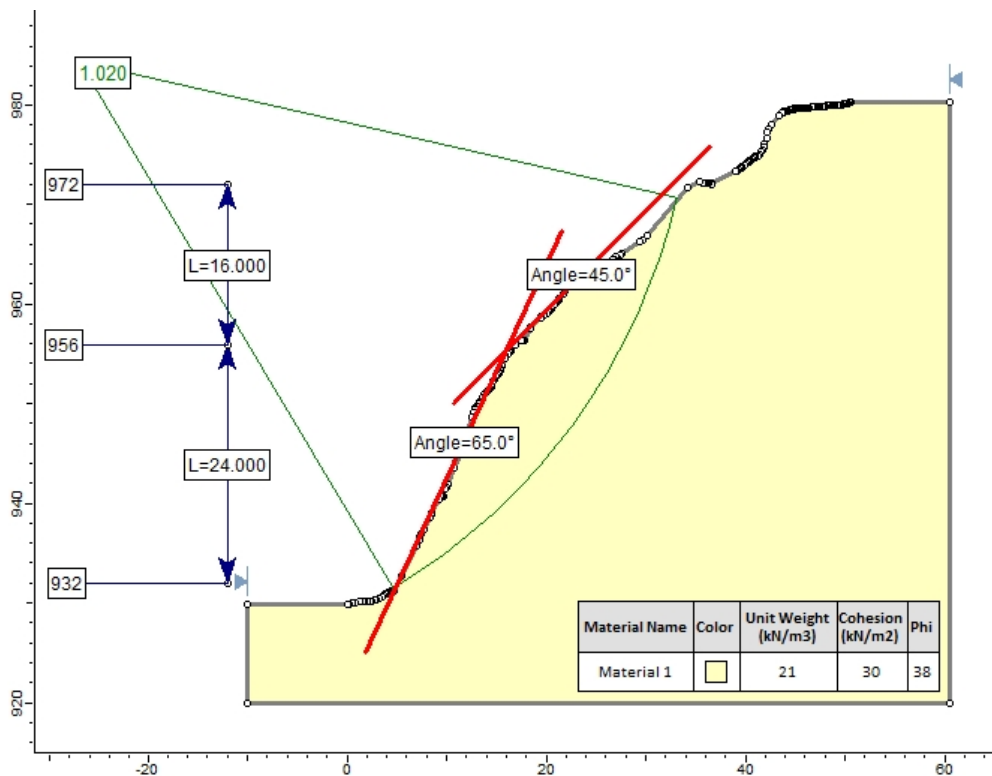 1.020
980
972
L=16.000
Angle=45.0°
960
956
Angle=65.0°
L=24.000
940
932
Material Name Color Unit Weight (kN/m3) Cohesion (kN/m2) Phi
Material 1 21 30 38
920
-20 0 20 40 60